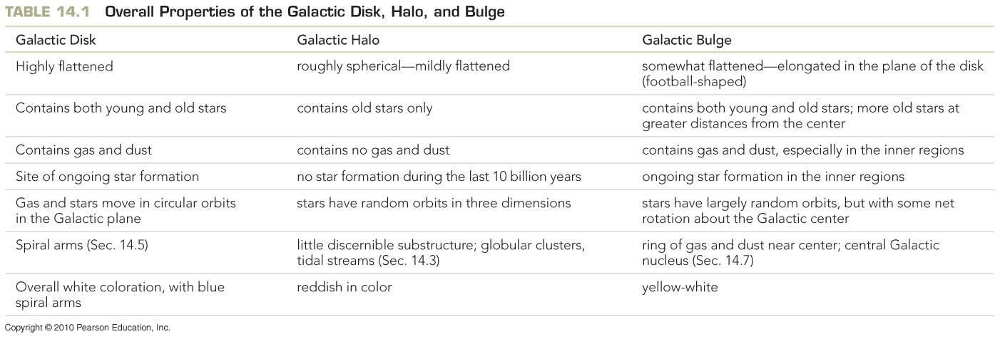 TABLE 14.1 Overall Properties of the Galactic Disk, Halo, and Bulge
Galactic Disk Galactic Halo Galactic Bulge
Highly flattened roughly spherical—mildly flattened somewhat flattened—elongated in the plane of the disk
(football-shaped)
Contains both young and old stars contains old stars only contains both young and old stars; more old stars at
greater distances from the center
Contains gas and dust contains no gas and dust contains gas and dust, especially in the inner regions
Site of ongoing star formation no star formation during the last 10 billion years ongoing star formation in the inner regions
Gas and stars move in circular orbits stars have random orbits in three dimensions stars have largely random orbits, but with some net
in the Galactic plane rotation about the Galactic center
Spiral arms (Sec. 14.5) little discernible substructure; globular clusters, ring of gas and dust near center; central Galactic
tidal streams (Sec. 14.3) nucleus (Sec. 14.7)
Overall white coloration, with blue reddish in color yellow-white
spiral arms
Copyright © 2010 Pearson Education, Inc.